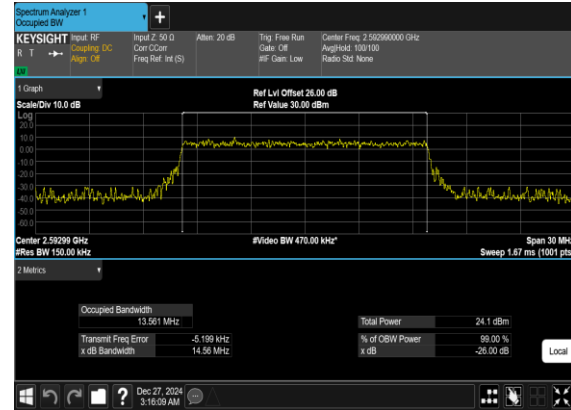 Spectrum Analyzer 1
Occupied BW
+
KEYSIGHT Input: RF Input Z: 50 Ω Atten: 20 dB Trig: Free Run Center Freq: 2.592990000 GHz
R T Coupling: DC Corr CCorr Gate: Off Avg|Hold: 100/100
Align: Off Freq Ref: Int (S) #IF Gain: Low Radio Std: None
LU
1 Graph Ref Lvl Offset 26.00 dB
Scale/Div 10.0 dB Ref Value 30.00 dBm
Log
20.0
10.0
0.00
-10.0
-20.0
-30.0
-40.0
-50.0
-60.0
Center 2.59299 GHz #Video BW 470.00 kHz* Span 30 MHz
#Res BW 150.00 kHz Sweep 1.67 ms (1001 pts
2 Metrics
Occupied Bandwidth
13.561 MHz Total Power 24.1 dBm
Transmit Freq Error -5.199 kHz % of OBW Power 99.00 %
x dB Bandwidth 14.56 MHz x dB -26.00 dB
Local
? Dec 27, 2024
3:16:09 AM